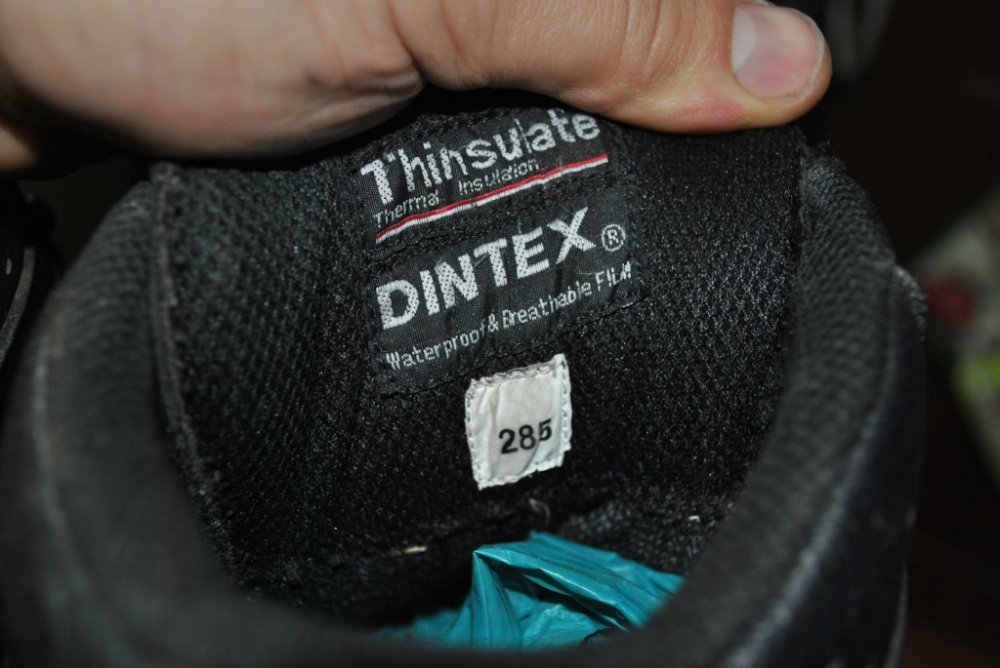 Thinsulate
Thermal Insulation
DINTEX®
Waterproof & Breathable FILM
285